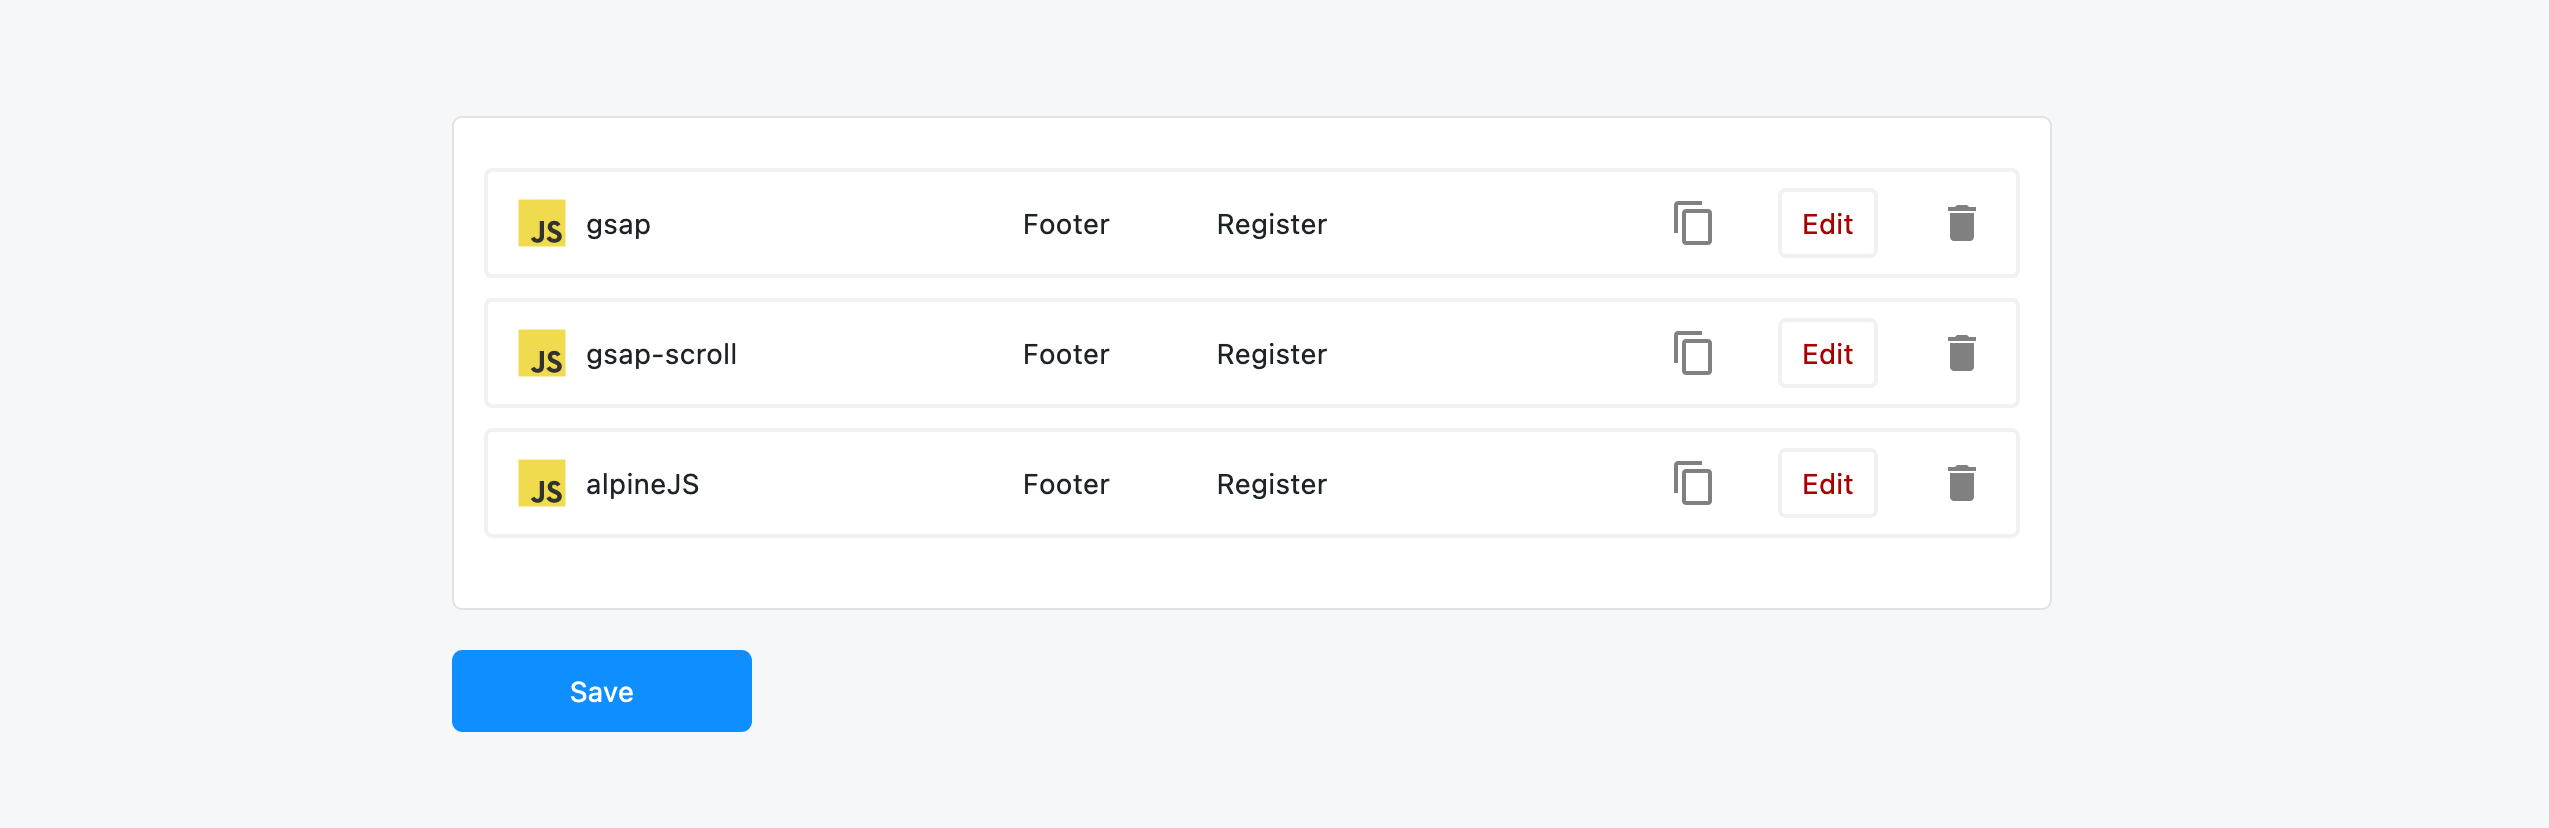 JS gsap Footer Register Edit
JS gsap-scroll Footer Register Edit
JS alpineJS Footer Register Edit
Save